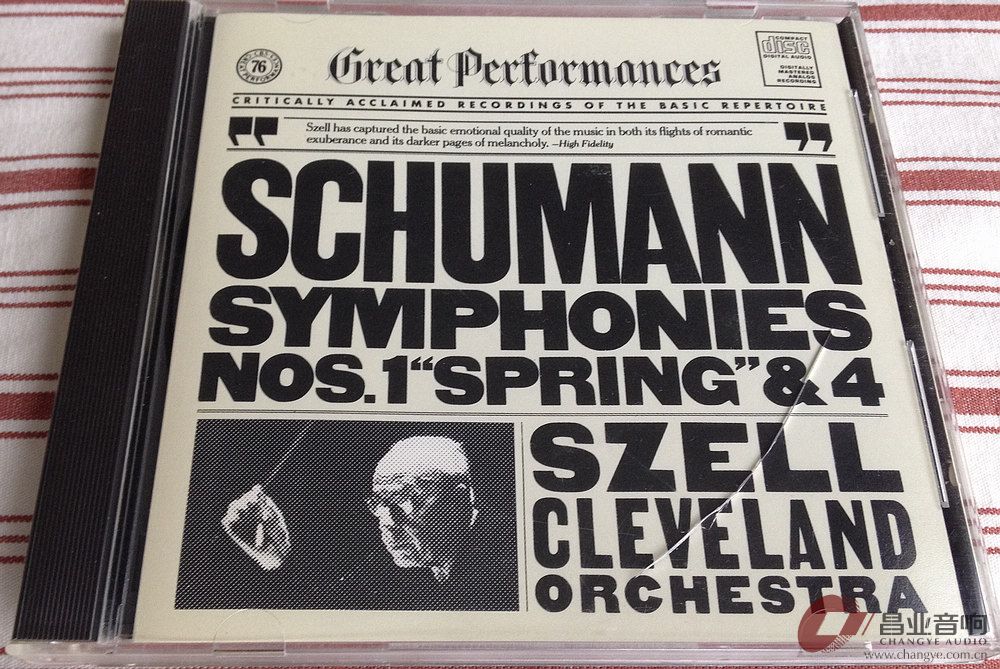 76
Great Performances
COMPACT
disc
DIGITAL AUDIO
DIGITALLY
MASTERED
ANALOG
RECORDING
CRITICALLY ACCLAIMED RECORDINGS OF THE BASIC REPERTOIRE
Szell has captured the basic emotional quality of the music in both its flights of romantic
exuberance and its darker pages of melancholy. —High Fidelity
SCHUMANN
SYMPHONIES
NOS. 1 “SPRING” & 4
SZELL
CLEVELAND
ORCHESTRA
昌业音响
CHANGYE AUDIO
www.changye.com.cn